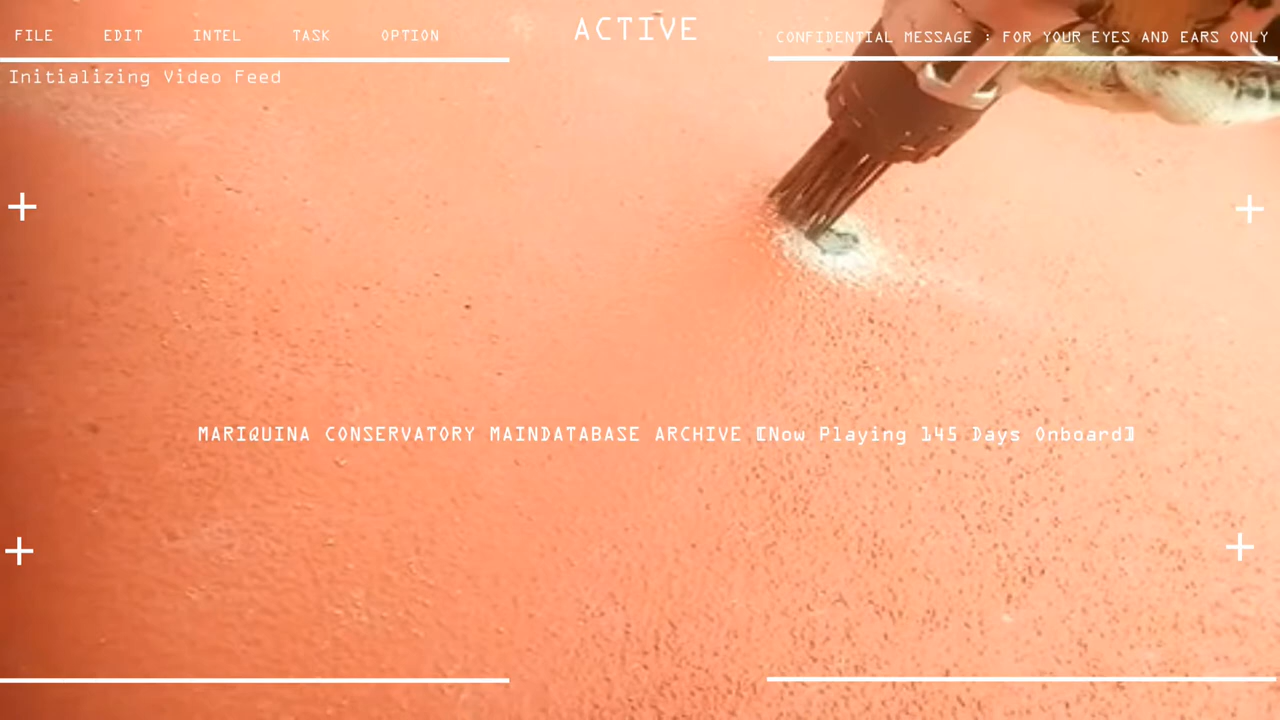 FILE EDIT INTEL TASK OPTION
ACTIVE
CONFIDENTIAL MESSAGE : FOR YOUR EYES AND EARS ONLY
Initializing Video Feed
MARIQUINA CONSERVATORY MAINDATABASE ARCHIVE [Now Playing 145 Days Onboard]